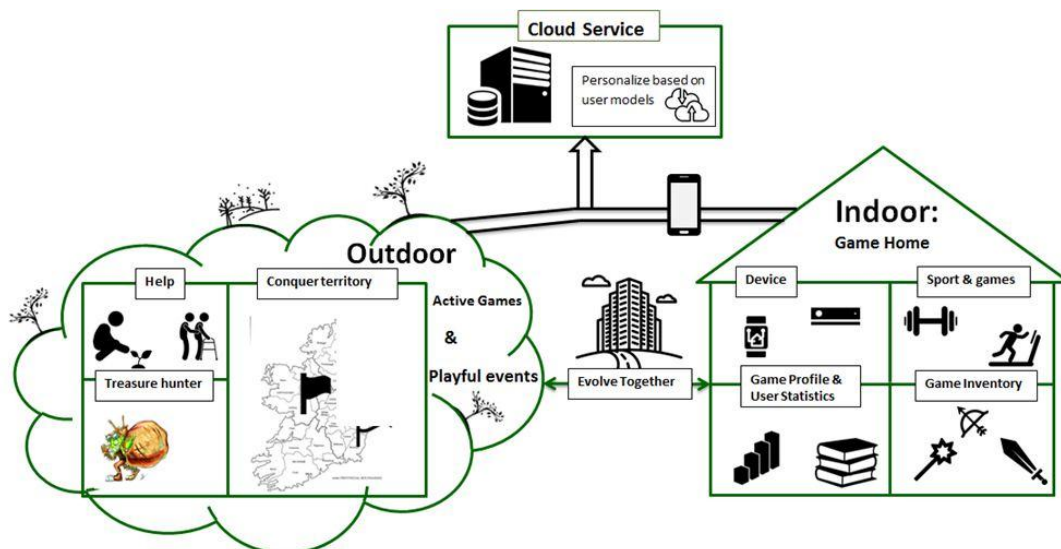 Cloud Service
Personalize based on
user models
Outdoor
Help
Conquer territory
Treasure hunter
Active Games
&
Playful events
Evolve Together
Indoor:
Game Home
Device
Sport & games
Game Profile &
User Statistics
Game Inventory